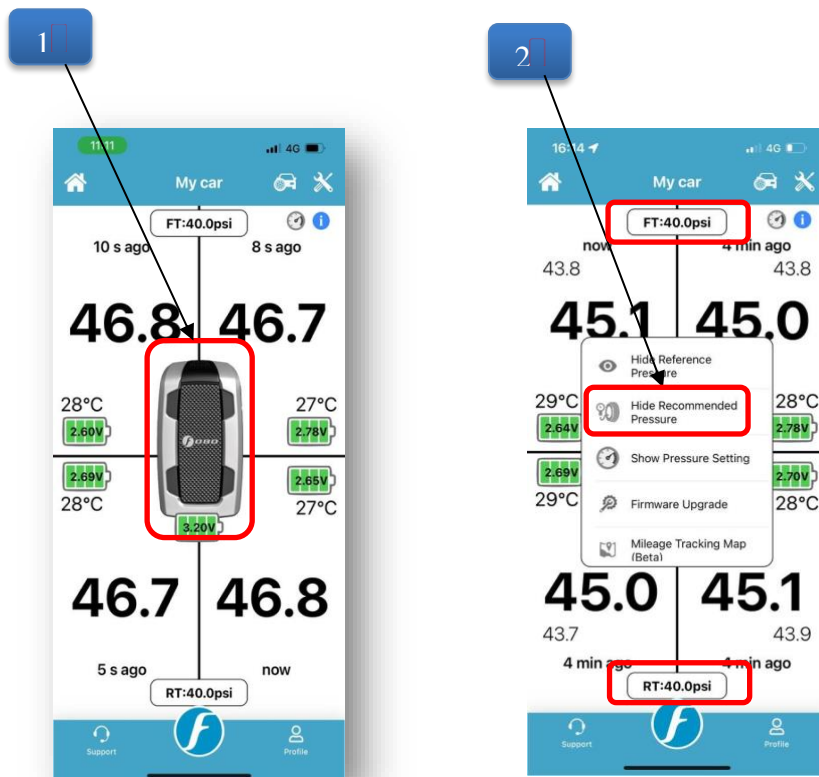 1
2
11:11
4G
My car
FT:40.0psi
10 s ago
8 s ago
46.8
46.7
28°C
27°C
2.60V
2.78V
FOBO
2.69V
2.65V
28°C
27°C
3.20V
46.7
46.8
5 s ago
now
RT:40.0psi
Support
f
Profile
4G
My car
FT:40.0psi
now
4 min ago
43.8
43.8
45.1
45.0
Hide Reference
Pressure
29°C
28°C
Hide Recommended
Pressure
2.64V
2.78V
Show Pressure Setting
2.69V
2.70V
29°C
28°C
Firmware Upgrade
Mileage Tracking Map
(Beta)
45.0
45.1
43.7
43.9
4 min ago
4 min ago
RT:40.0psi
Support
f
Profile